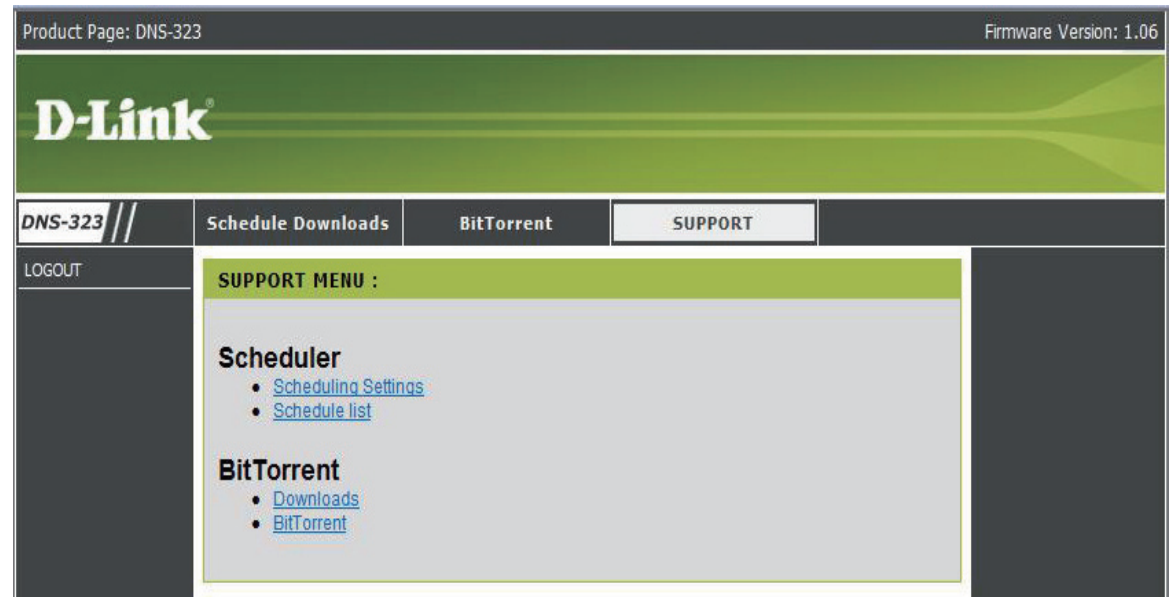 Product Page: DNS-323 Firmware Version: 1.06
D-Link®
DNS-323 Schedule Downloads BitTorrent SUPPORT
LOGOUT
SUPPORT MENU :
Scheduler
• Scheduling Settings
• Schedule list
BitTorrent
• Downloads
• BitTorrent